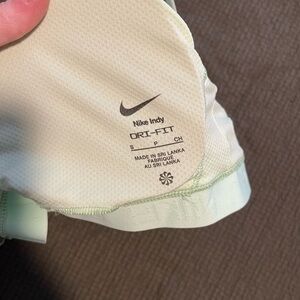 Nike Indy
DRI-FIT
S P CH
MADE IN SRI LANKA
FABRIQUÉ
AU SRI LANKA